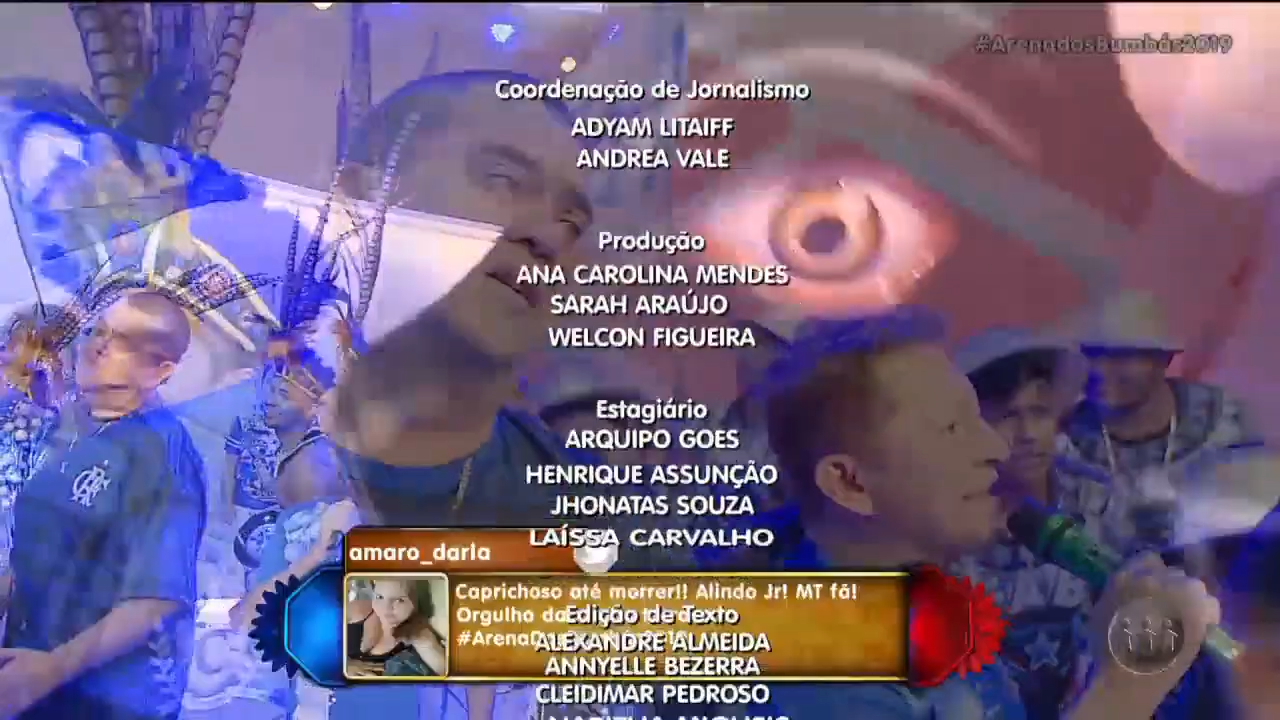 #ArenadosBumbás2019
Coordenação de Jornalismo
ADYAM LITAIFF
ANDREA VALE
Produção
ANA CAROLINA MENDES
SARAH ARAÚJO
WELCON FIGUEIRA
Estagiário
ARQUIPO GOES
HENRIQUE ASSUNÇÃO
JHONATAS SOUZA
LAÍSSA CARVALHO
amaro_darla
Caprichoso até morrer!! Alindo Jr! MT fã!
Orgulho
Edição de Texto
ALEXANDRE ALMEIDA
ANNYELLE BEZERRA
CLEIDIMAR PEDROSO